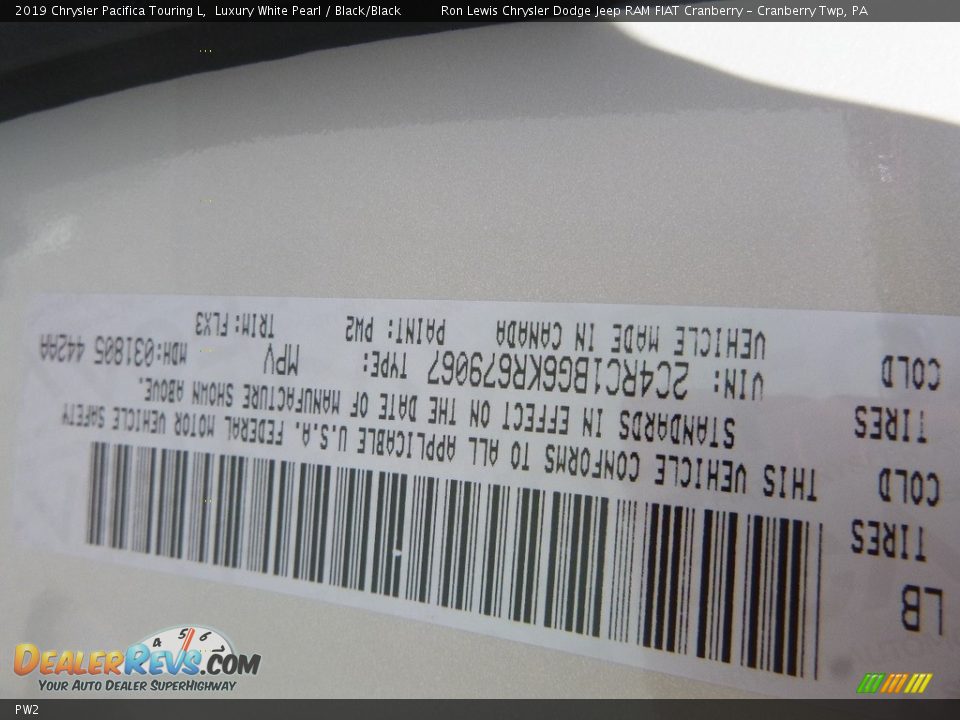 2019 Chrysler Pacifica Touring L, Luxury White Pearl / Black/Black Ron Lewis Chrysler Dodge Jeep RAM FIAT Cranberry - Cranberry Twp, PA
LB
TIRES
COLD
TIRES
COLD
THIS VEHICLE CONFORMS TO ALL APPLICABLE U.S.A. FEDERAL MOTOR VEHICLE SAFETY
STANDARDS IN EFFECT ON THE DATE OF MANUFACTURE SHOWN ABOVE.
VIN: 2C4RC1BG6KR679067 TYPE: MPV MDH:031805 442AA
VEHICLE MADE IN CANADA PAINT: PW2 TRIM:FLX3
4 5 6
DEALERREVS.COM
YOUR AUTO DEALER SUPERHIGHWAY
PW2